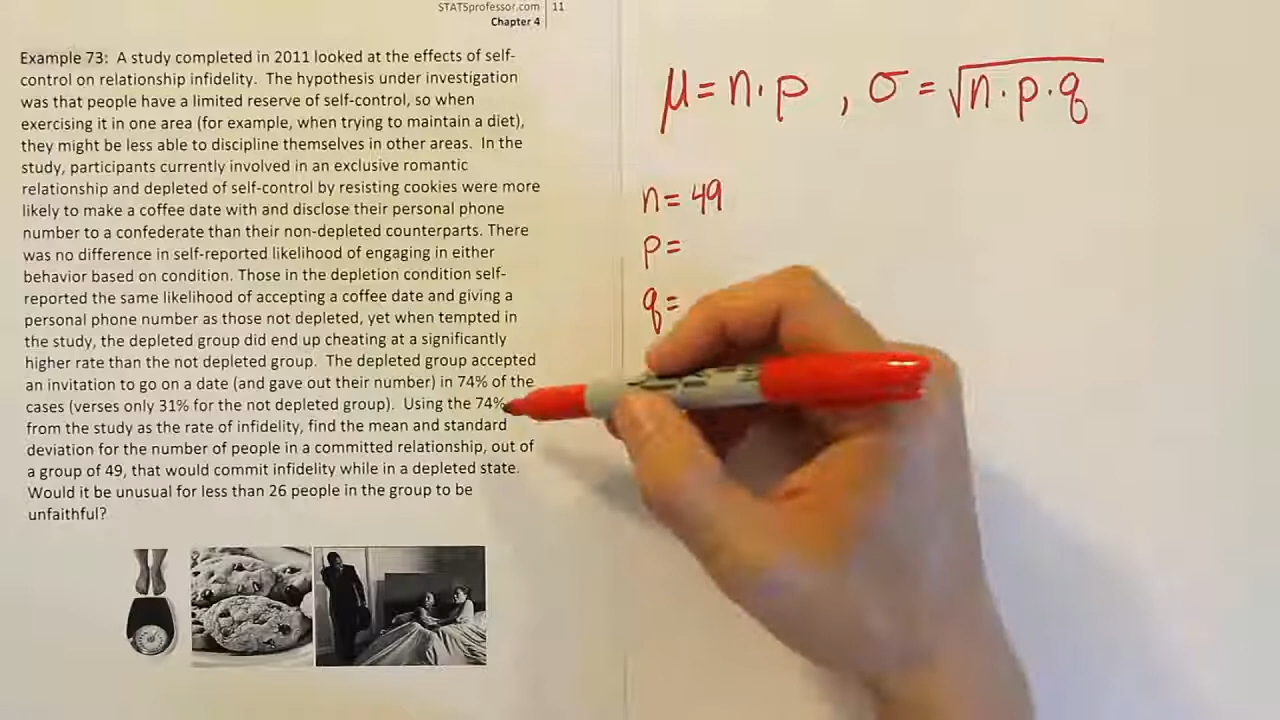 STATSprofessor.com | 11
Chapter 4
Example 73: A study completed in 2011 looked at the effects of self-
control on relationship infidelity. The hypothesis under investigation
was that people have a limited reserve of self-control, so when
exercising it in one area (for example, when trying to maintain a diet),
they might be less able to discipline themselves in other areas. In the
study, participants currently involved in an exclusive romantic
relationship and depleted of self-control by resisting cookies were more
likely to make a coffee date with and disclose their personal phone
number to a confederate than their non-depleted counterparts. There
was no difference in self-reported likelihood of engaging in either
behavior based on condition. Those in the depletion condition self-
reported the same likelihood of accepting a coffee date and giving a
personal phone number as those not depleted, yet when tempted in
the study, the depleted group did end up cheating at a significantly
higher rate than the not depleted group. The depleted group accepted
an invitation to go on a date (and gave out their number) in 74% of the
cases (verses only 31% for the not depleted group). Using the 74%
from the study as the rate of infidelity, find the mean and standard
deviation for the number of people in a committed relationship, out of
a group of 49, that would commit infidelity while in a depleted state.
Would it be unusual for less than 26 people in the group to be
unfaithful?
μ = n · p , σ = √n · p · q
n = 49
p =
q =